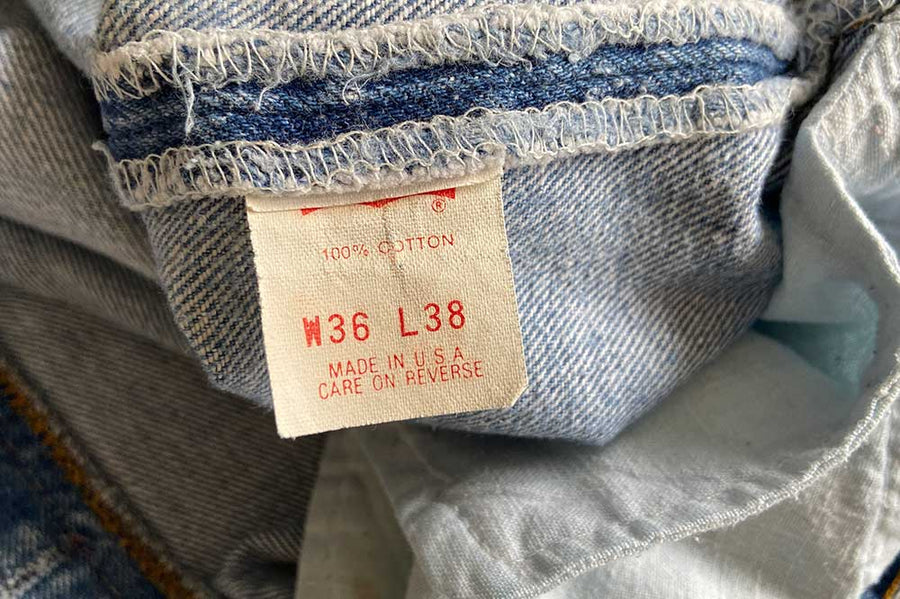 ®
100% COTTON
W36 L38
MADE IN U.S.A
CARE ON REVERSE